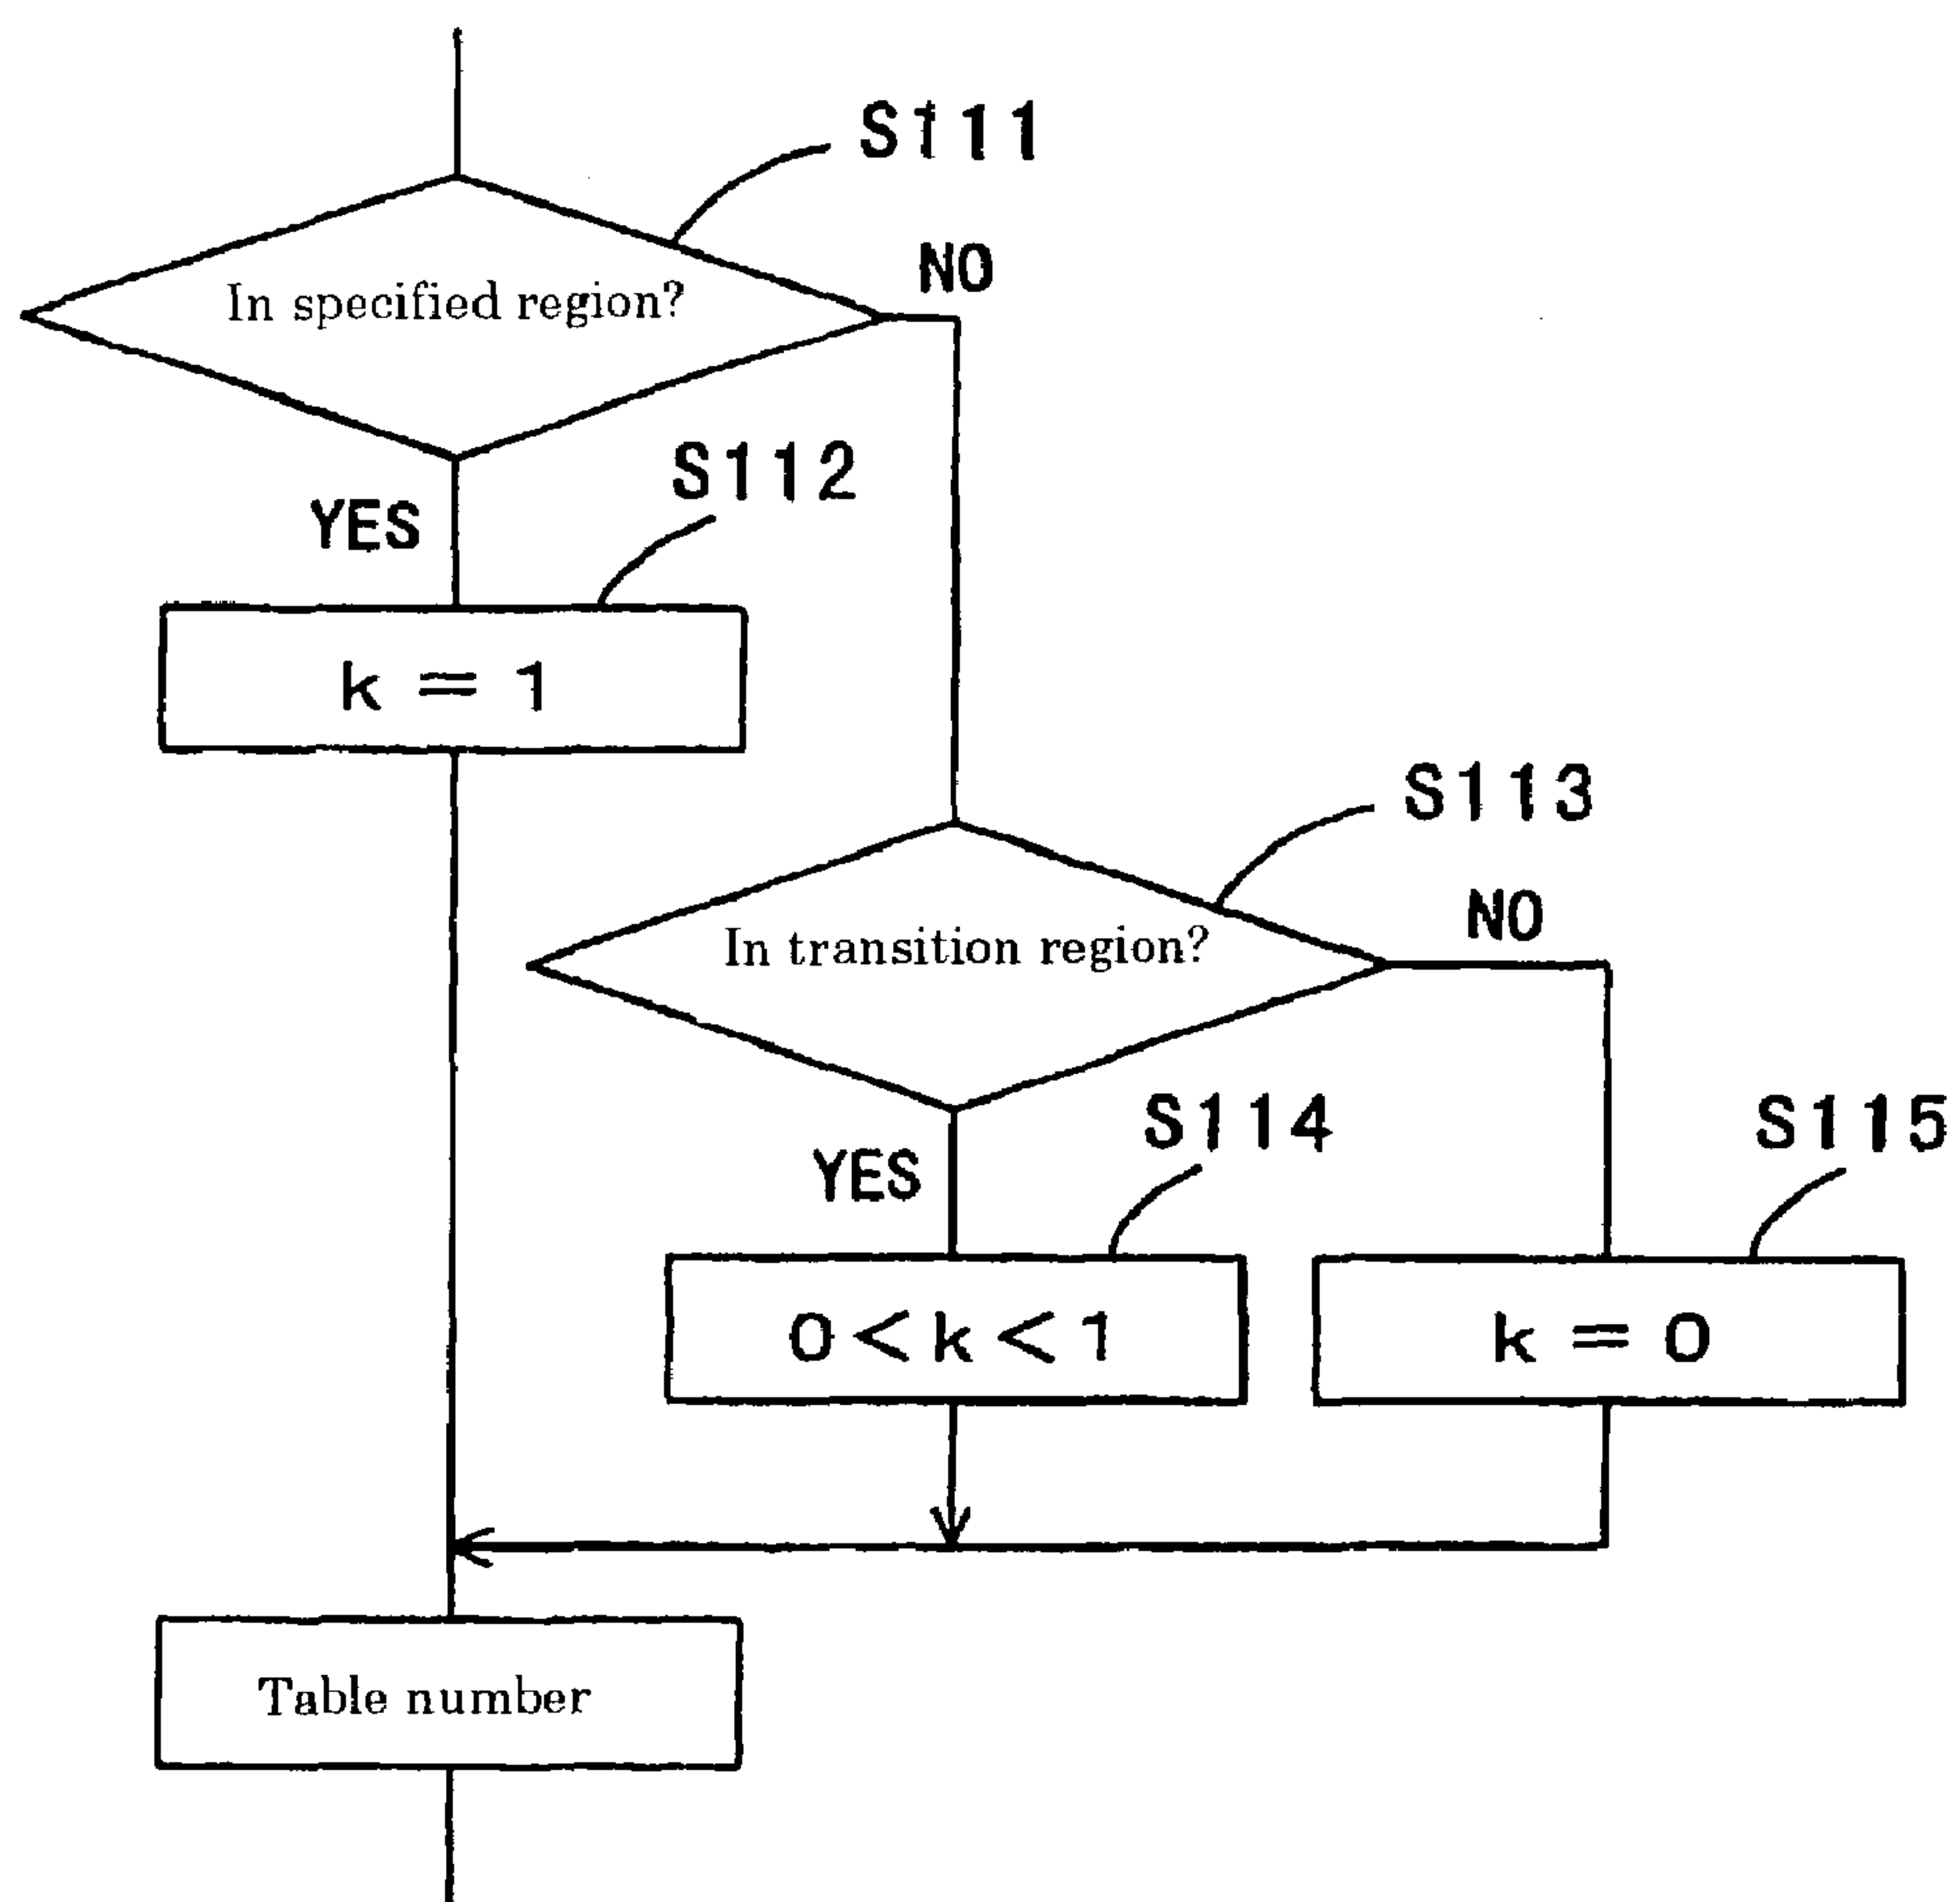 S111
NO
In specified region?
S112
YES
k = 1
S113
NO
In transition region?
S114
S115
YES
0 < k < 1
k = 0
Table number